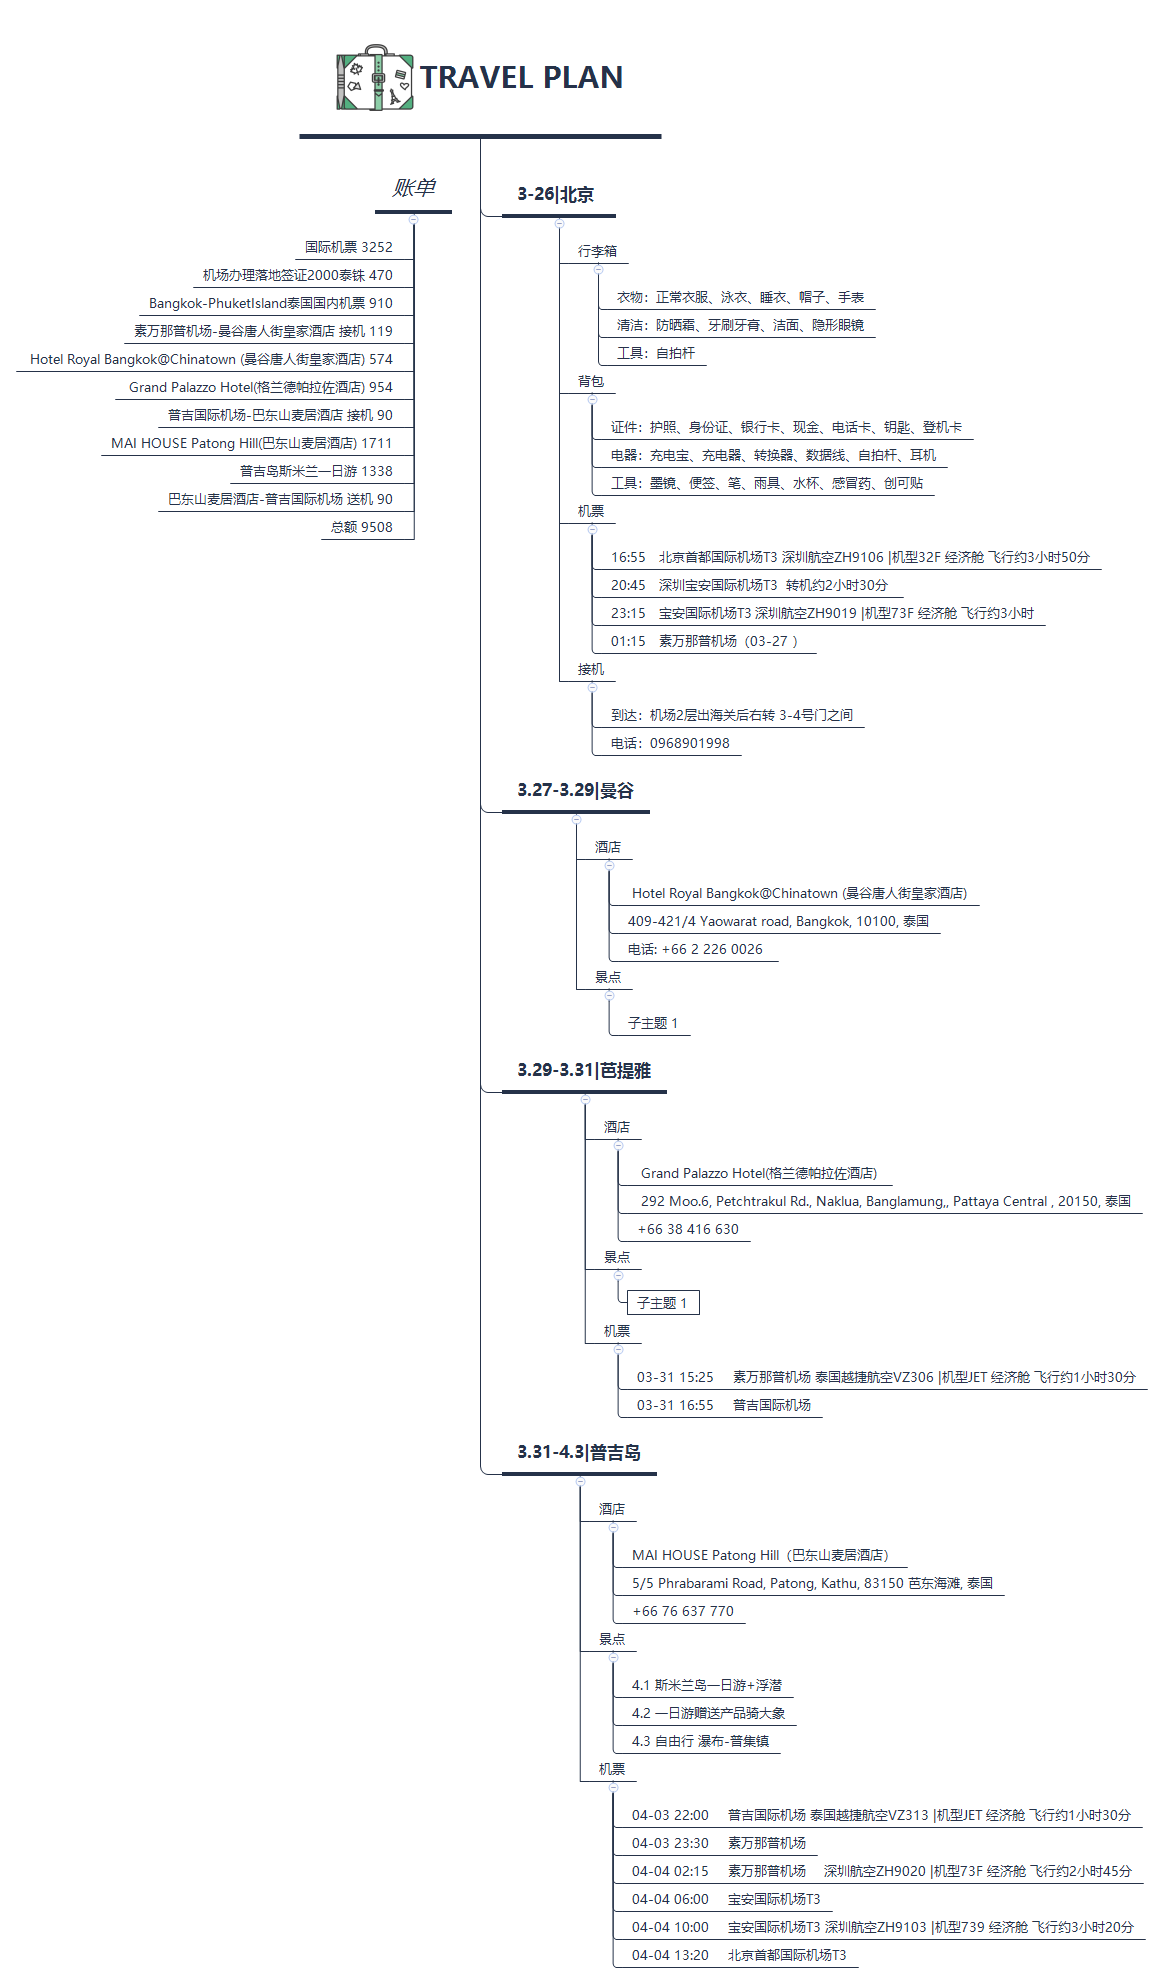 TRAVEL PLAN
账单
国际机票 3252
机场办理落地签证2000泰铢 470
Bangkok-PhuketIsland泰国国内机票 910
素万那普机场-曼谷唐人街皇家酒店 接机 119
Hotel Royal Bangkok@Chinatown (曼谷唐人街皇家酒店) 574
Grand Palazzo Hotel(格兰德帕拉佐酒店) 954
普吉国际机场-巴东山麦居酒店 接机 90
MAI HOUSE Patong Hill(巴东山麦居酒店) 1711
普吉岛斯米兰一日游 1338
巴东山麦居酒店-普吉国际机场 送机 90
总额 9508
3-26|北京
行李箱
衣物：正常衣服、泳衣、睡衣、帽子、手表
清洁：防晒霜、牙刷牙膏、洁面、隐形眼镜
工具：自拍杆
背包
证件：护照、身份证、银行卡、现金、电话卡、钥匙、登机卡
电器：充电宝、充电器、转换器、数据线、自拍杆、耳机
工具：墨镜、便签、笔、雨具、水杯、感冒药、创可贴
机票
16:55 北京首都国际机场T3 深圳航空ZH9106 |机型32F 经济舱 飞行约3小时50分
20:45 深圳宝安国际机场T3 转机约2小时30分
23:15 宝安国际机场T3 深圳航空ZH9019 |机型73F 经济舱 飞行约3小时
01:15 素万那普机场（03-27 ）
接机
到达：机场2层出海关后右转 3-4号门之间
电话：0968901998
3.27-3.29|曼谷
酒店
Hotel Royal Bangkok@Chinatown (曼谷唐人街皇家酒店)
409-421/4 Yaowarat road, Bangkok, 10100, 泰国
电话: +66 2 226 0026
景点
子主题 1
3.29-3.31|芭提雅
酒店
Grand Palazzo Hotel(格兰德帕拉佐酒店)
292 Moo.6, Petchtrakul Rd., Naklua, Banglamung,, Pattaya Central , 20150, 泰国
+66 38 416 630
景点
子主题 1
机票
03-31 15:25 素万那普机场 泰国越捷航空VZ306 |机型JET 经济舱 飞行约1小时30分
03-31 16:55 普吉国际机场
3.31-4.3|普吉岛
酒店
MAI HOUSE Patong Hill（巴东山麦居酒店）
5/5 Phrabarami Road, Patong, Kathu, 83150 芭东海滩, 泰国
+66 76 637 770
景点
4.1 斯米兰岛一日游+浮潜
4.2 一日游赠送产品骑大象
4.3 自由行 瀑布-普集镇
机票
04-03 22:00 普吉国际机场 泰国越捷航空VZ313 |机型JET 经济舱 飞行约1小时30分
04-03 23:30 素万那普机场
04-04 02:15 素万那普机场 深圳航空ZH9020 |机型73F 经济舱 飞行约2小时45分
04-04 06:00 宝安国际机场T3
04-04 10:00 宝安国际机场T3 深圳航空ZH9103 |机型739 经济舱 飞行约3小时20分
04-04 13:20 北京首都国际机场T3